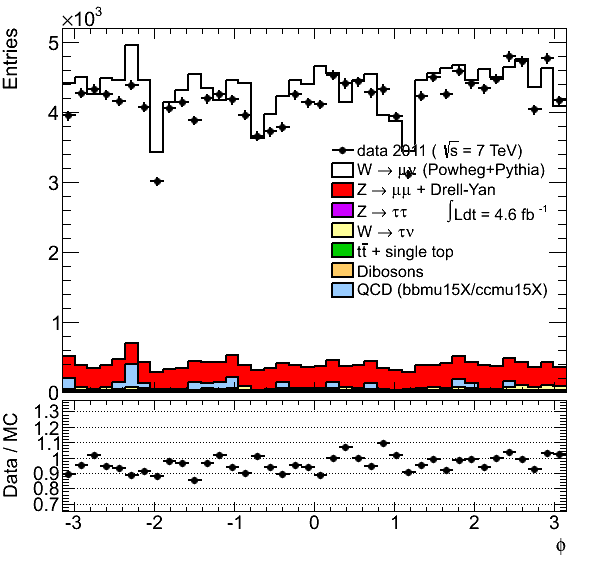 ×10³
Entries
5
4
3
2
1
0
data 2011 ( √s = 7 TeV)
W → μν (Powheg+Pythia)
Z → μμ + Drell-Yan
Z → ττ
∫Ldt = 4.6 fb⁻¹
W → τν
tt̄ + single top
Dibosons
QCD (bbmu15X/ccmu15X)
Data / MC
1.3
1.2
1.1
1
0.9
0.8
0.7
-3 -2 -1 0 1 2 3
ϕ